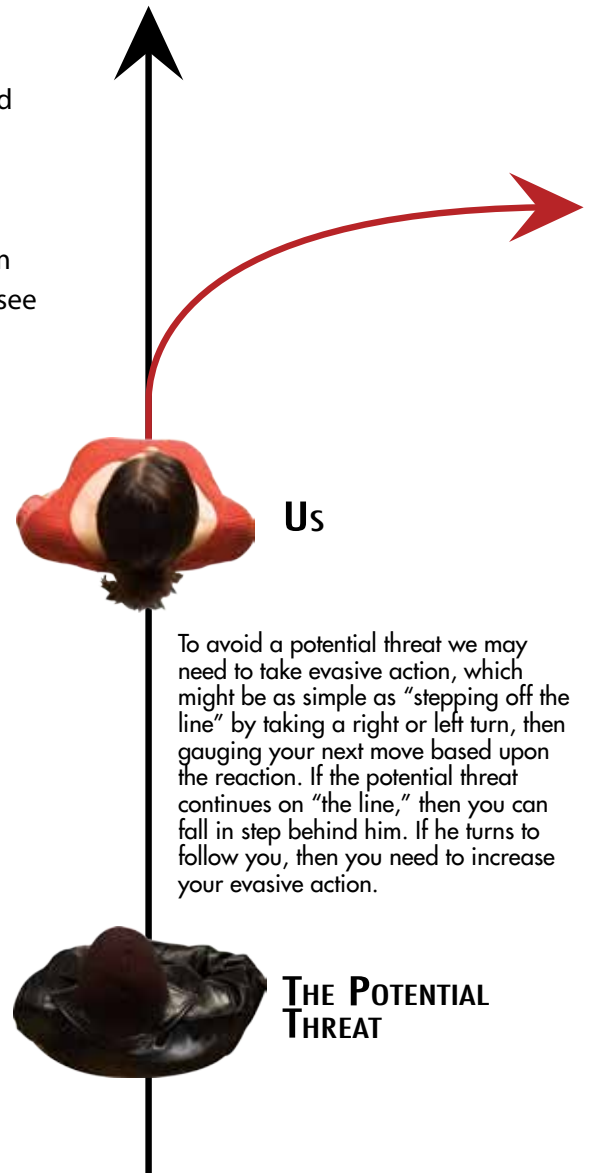 see
Us
To avoid a potential threat we may
need to take evasive action, which
might be as simple as “stepping off the
line” by taking a right or left turn, then
gauging your next move based upon
the reaction. If the potential threat
continues on “the line,” then you can
fall in step behind him. If he turns to
follow you, then you need to increase
your evasive action.
The Potential
Threat